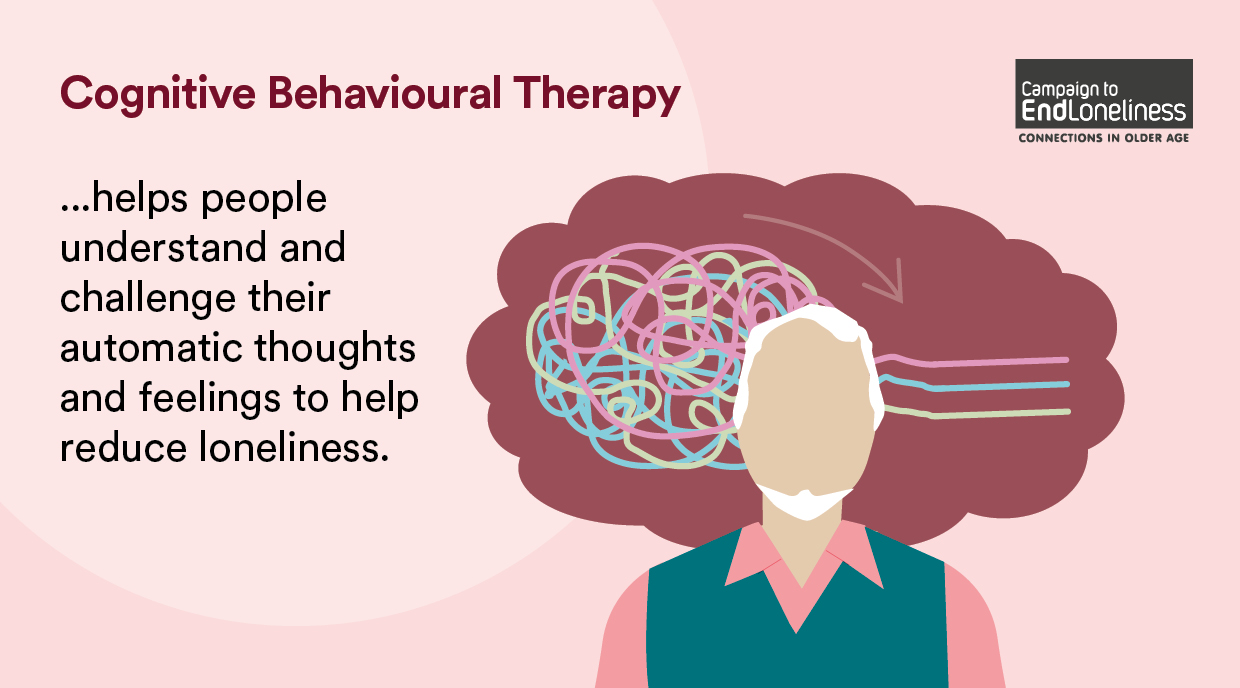 Cognitive Behavioural Therapy
Campaign to
EndLoneliness
CONNECTIONS IN OLDER AGE
...helps people
understand and
challenge their
automatic thoughts
and feelings to help
reduce loneliness.